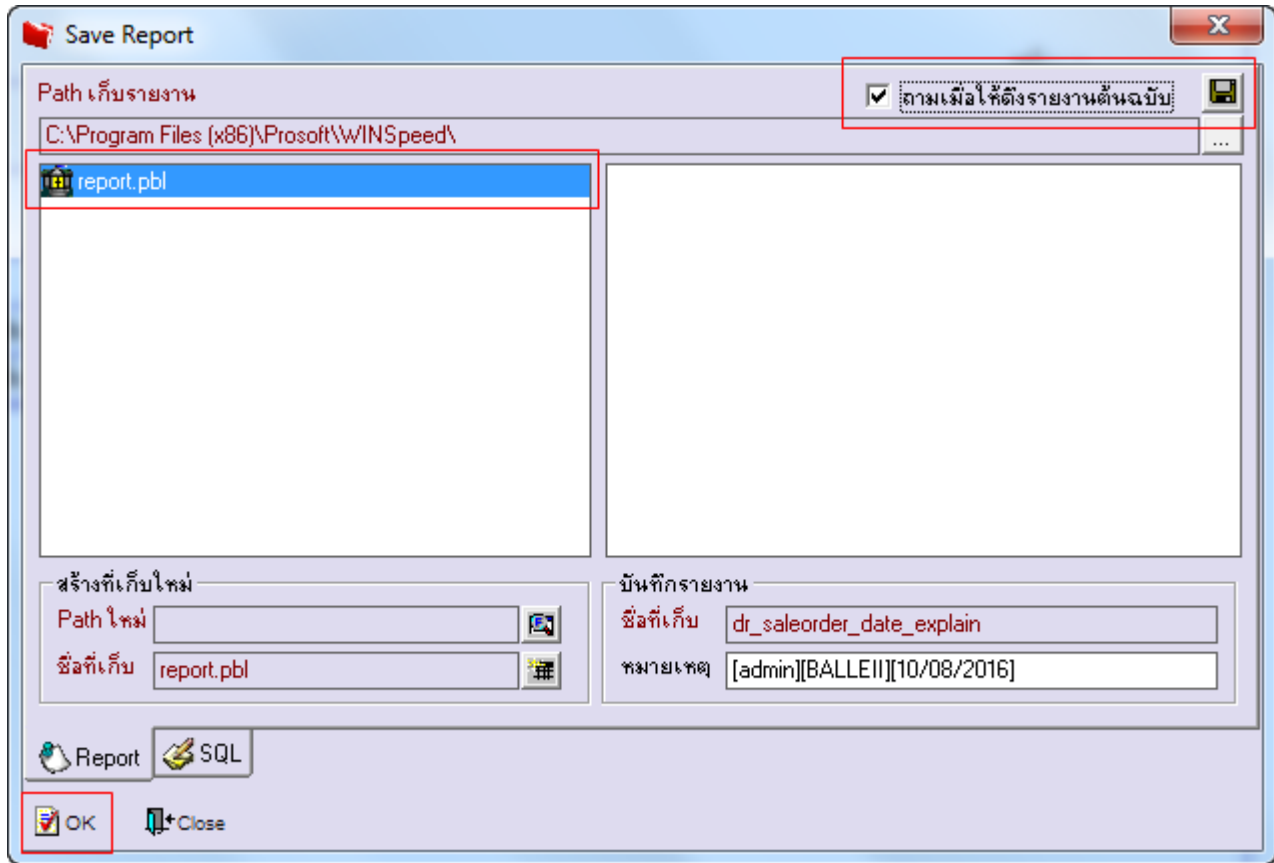 Save Report
Path เก็บรายงาน
ถามเมื่อให้ดึงรายงานต้นฉบับ
C:\Program Files (x86)\Prosoft\WINSpeed\
...
report.pbl
สร้างที่เก็บใหม่
Path ใหม่
ชื่อที่เก็บ report.pbl
บันทึกรายงาน
ชื่อที่เก็บ dr_saleorder_date_explain
หมายเหตุ [admin][BALLEII][10/08/2016]
Report SQL
OK Close